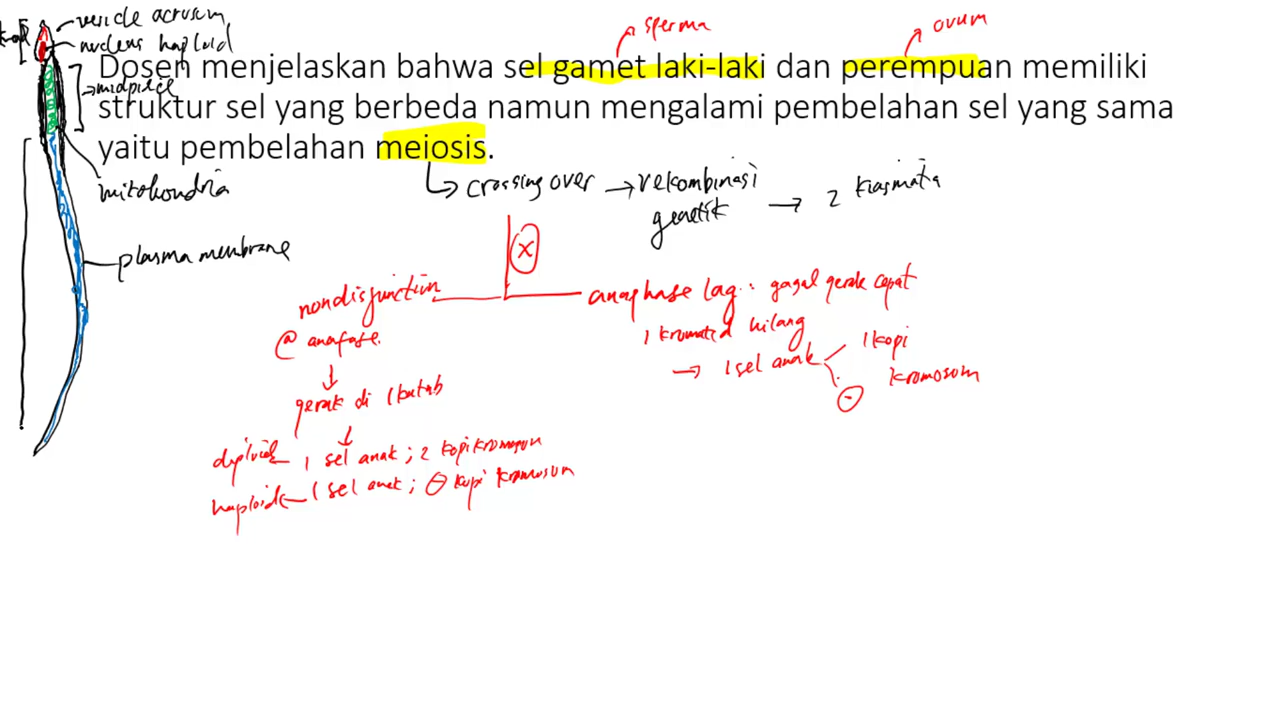 vesicle acrosom
nucleus haploid
midpiece
mitokondria
plasma membrane
sperma
ovum
Dosen menjelaskan bahwa sel gamet laki-laki dan perempuan memiliki
struktur sel yang berbeda namun mengalami pembelahan sel yang sama
yaitu pembelahan meiosis.
crossing over → rekombinasi
genetik → 2 kiasmata
X
nondisjunction
@ anafase.
gerak di 1 kutub
diploid 1 sel anak ; 2 kopi kromosom
haploid 1 sel anak ; ⊖ kopi kromosom
anaphase lag : gagal gerak cepat
1 kromatid hilang
→ 1 sel anak 1 kopi
kromosom
⊖